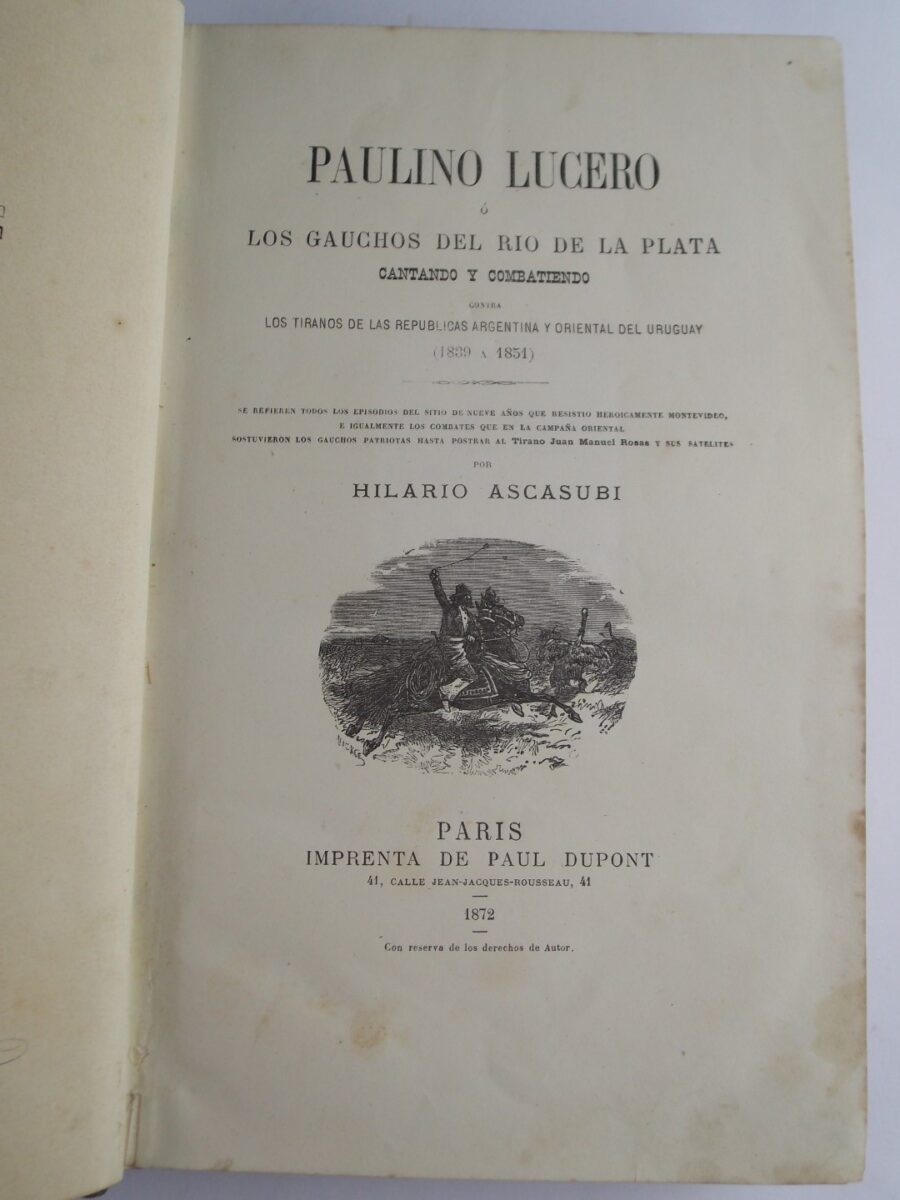 PAULINO LUCERO
ó
LOS GAUCHOS DEL RIO DE LA PLATA
CANTANDO Y COMBATIENDO
CONTRA
LOS TIRANOS DE LAS REPUBLICAS ARGENTINA Y ORIENTAL DEL URUGUAY
(1839 A 1851)
SE REFIEREN TODOS LOS EPISODIOS DEL SITIO DE NUEVE AÑOS QUE RESISTIO HEROICAMENTE MONTEVIDEO,
E IGUALMENTE LOS COMBATES QUE EN LA CAMPAÑA ORIENTAL
SOSTUVIERON LOS GAUCHOS PATRIOTAS HASTA POSTRAR AL Tirano Juan Manuel Rosas Y SUS SATELITES
POR
HILARIO ASCASUBI
PARIS
IMPRENTA DE PAUL DUPONT
41, CALLE JEAN-JACQUES-ROUSSEAU, 41
1872
Con reserva de los derechos de Autor.